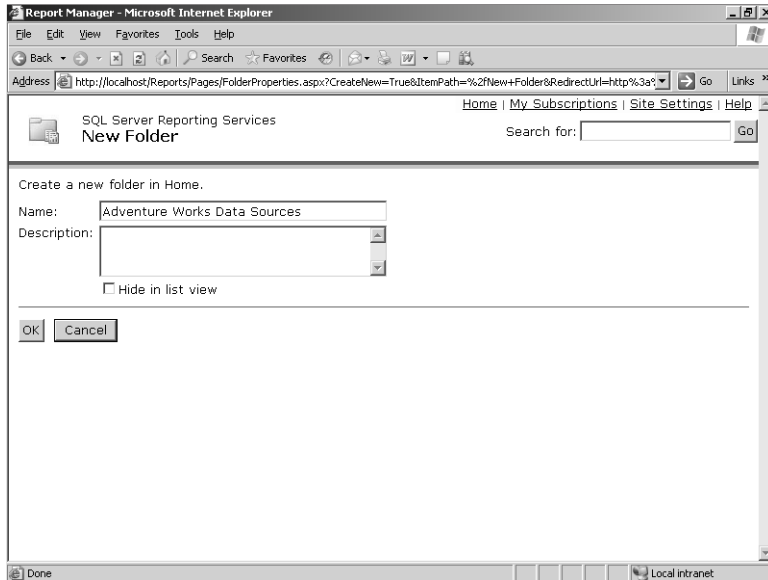 Report Manager - Microsoft Internet Explorer
File Edit View Favorites Tools Help
Back Search Favorites
Address http://localhost/Reports/Pages/FolderProperties.aspx?CreateNew=True&ItemPath=%2fNew+Folder&RedirectUrl=http%3a% Go Links »
Home | My Subscriptions | Site Settings | Help
SQL Server Reporting Services
New Folder
Search for: Go
Create a new folder in Home.
Name: Adventure Works Data Sources
Description:
Hide in list view
OK Cancel
Done Local intranet